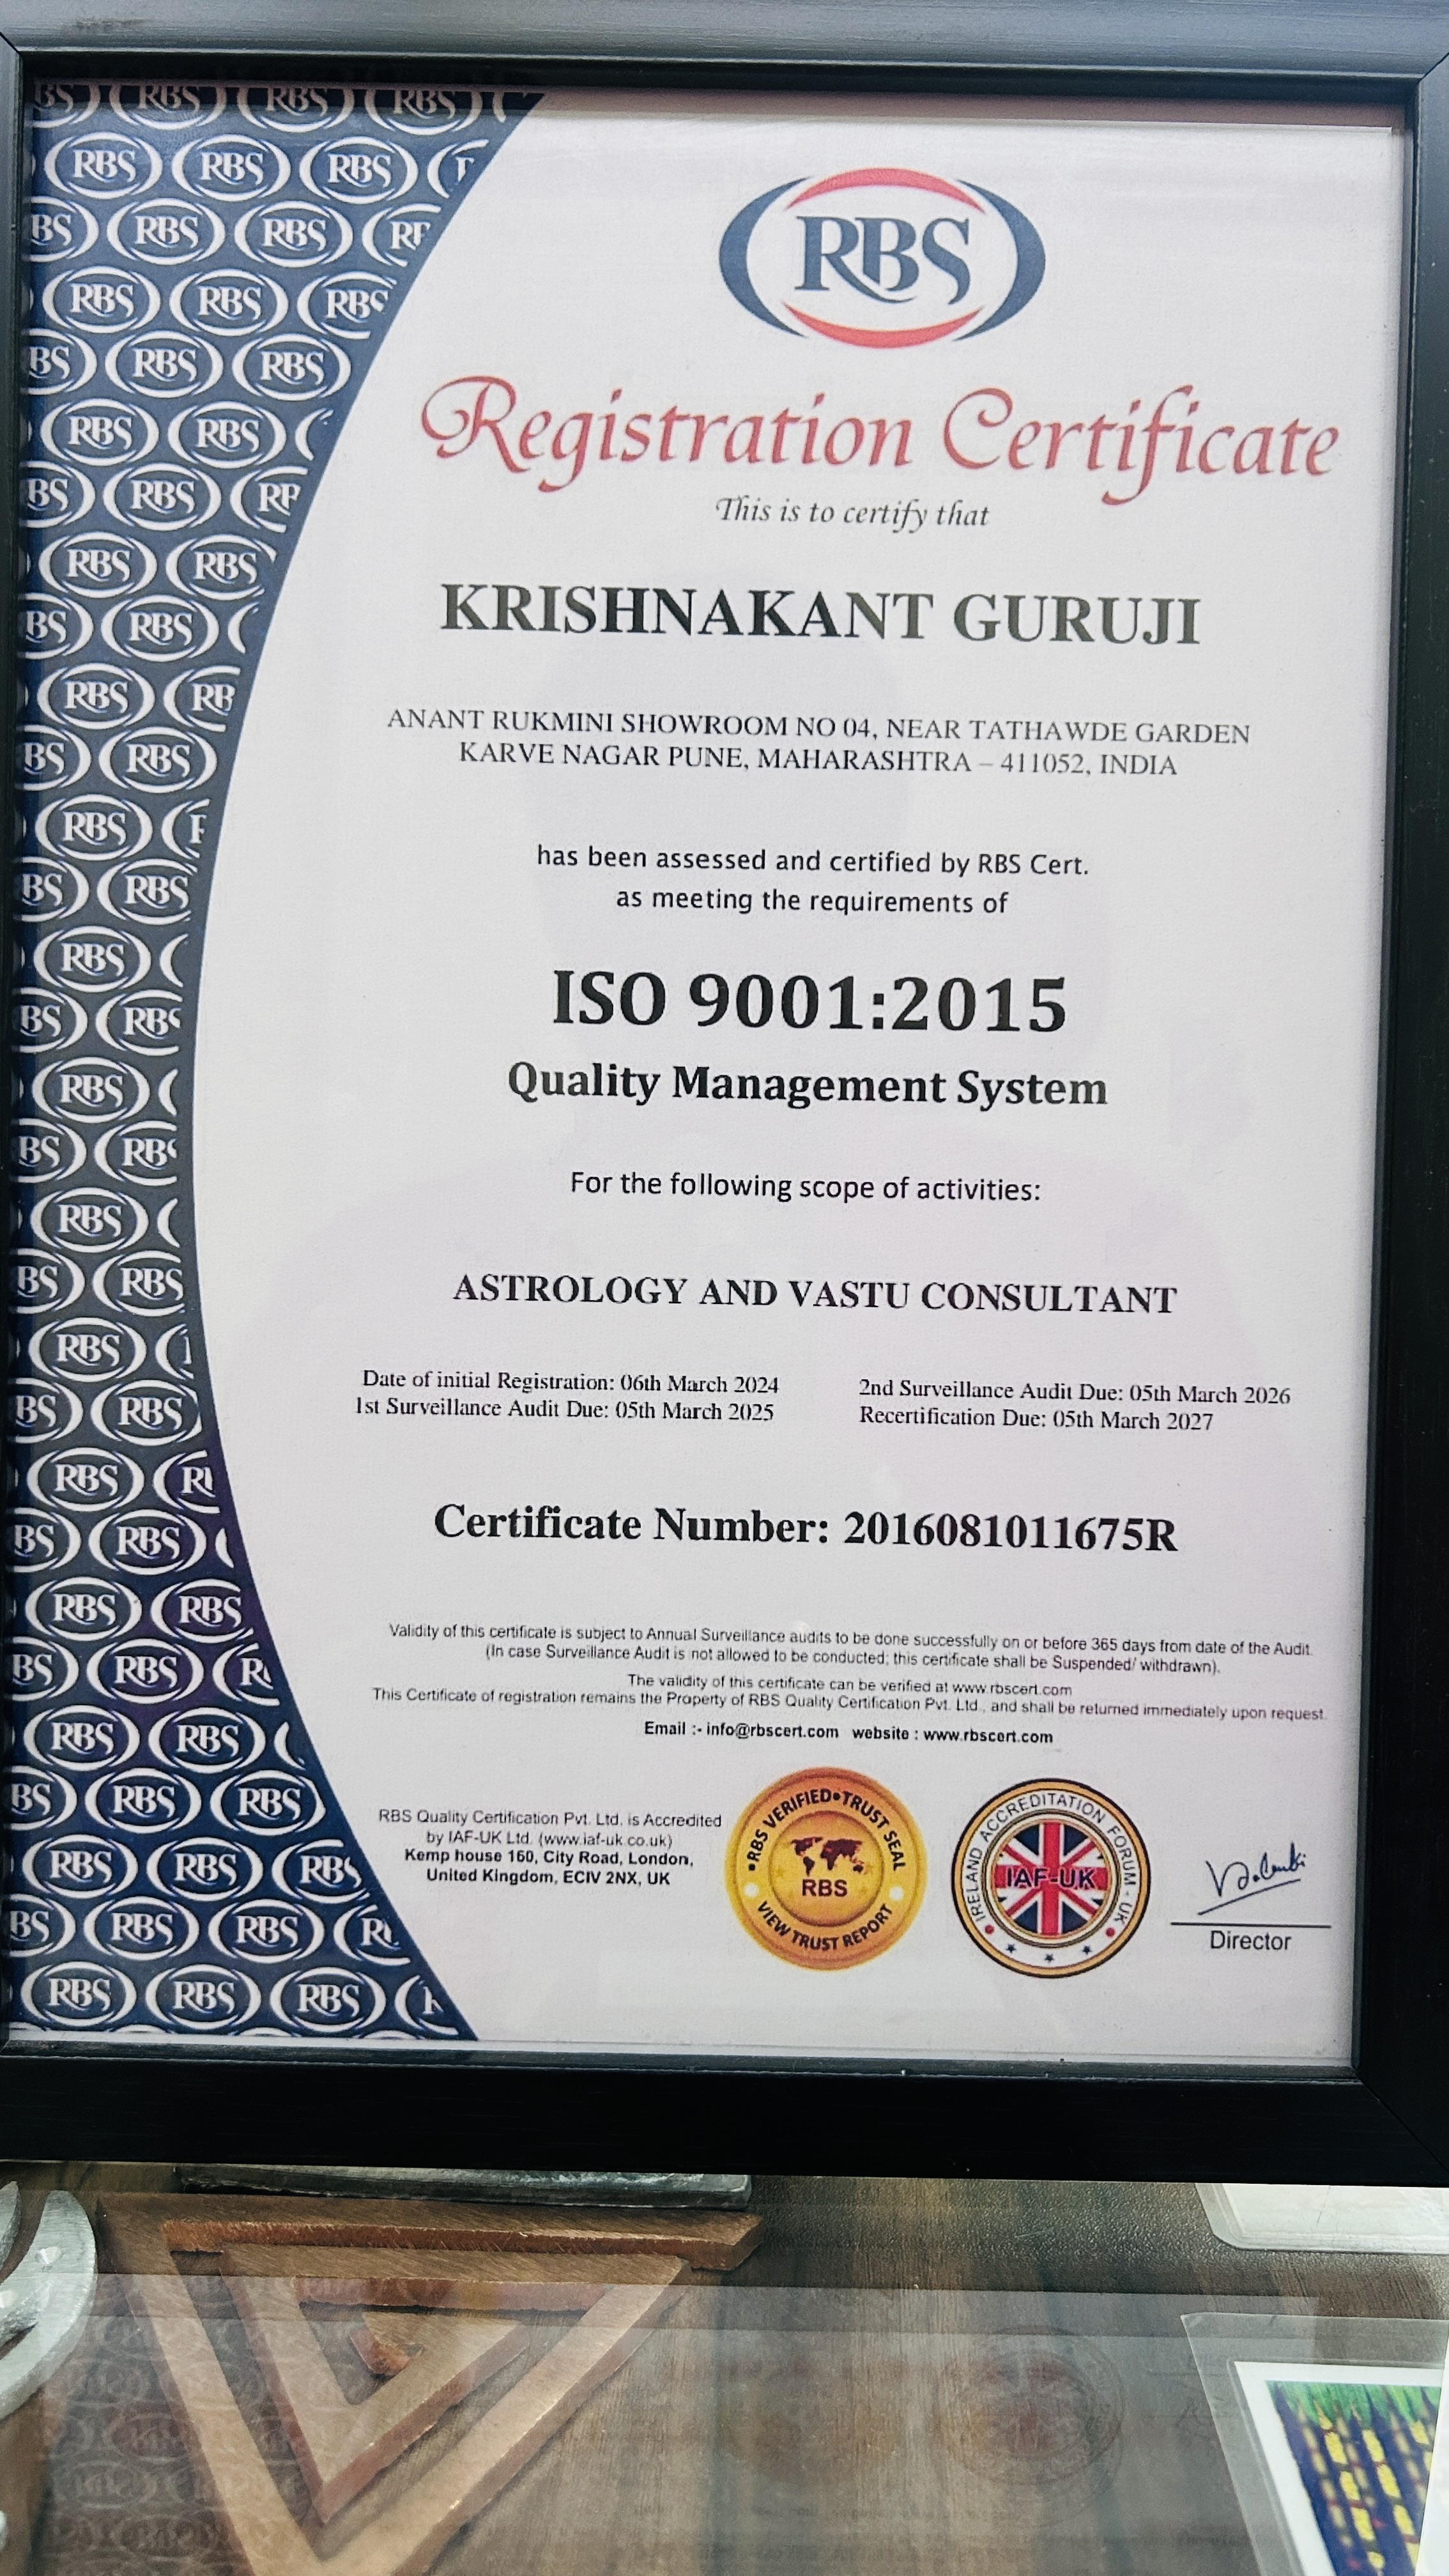 RBS
Registration Certificate
This is to certify that
KRISHNAKANT GURUJI
ANANT RUKMINI SHOWROOM NO 04, NEAR TATHAWDE GARDEN
KARVE NAGAR PUNE, MAHARASHTRA – 411052, INDIA
has been assessed and certified by RBS Cert.
as meeting the requirements of
ISO 9001:2015
Quality Management System
For the following scope of activities:
ASTROLOGY AND VASTU CONSULTANT
Date of initial Registration: 06th March 2024
1st Surveillance Audit Due: 05th March 2025
2nd Surveillance Audit Due: 05th March 2026
Recertification Due: 05th March 2027
Certificate Number: 2016081011675R
Validity of this certificate is subject to Annual Surveillance audits to be done successfully on or before 365 days from date of the Audit.
(In case Surveillance Audit is not allowed to be conducted; this certificate shall be Suspended/ withdrawn).
The validity of this certificate can be verified at www.rbscert.com
This Certificate of registration remains the Property of RBS Quality Certification Pvt. Ltd., and shall be returned immediately upon request.
Email :- info@rbscert.com website : www.rbscert.com
RBS Quality Certification Pvt. Ltd. is Accredited
by IAF-UK Ltd. (www.iaf-uk.co.uk)
Kemp house 160, City Road, London,
United Kingdom, ECIV 2NX, UK
RBS VERIFIED•TRUST SEAL
RBS
VIEW TRUST REPORT
IRELAND ACCREDITATION FORUM - UK
IAF-UK
Director